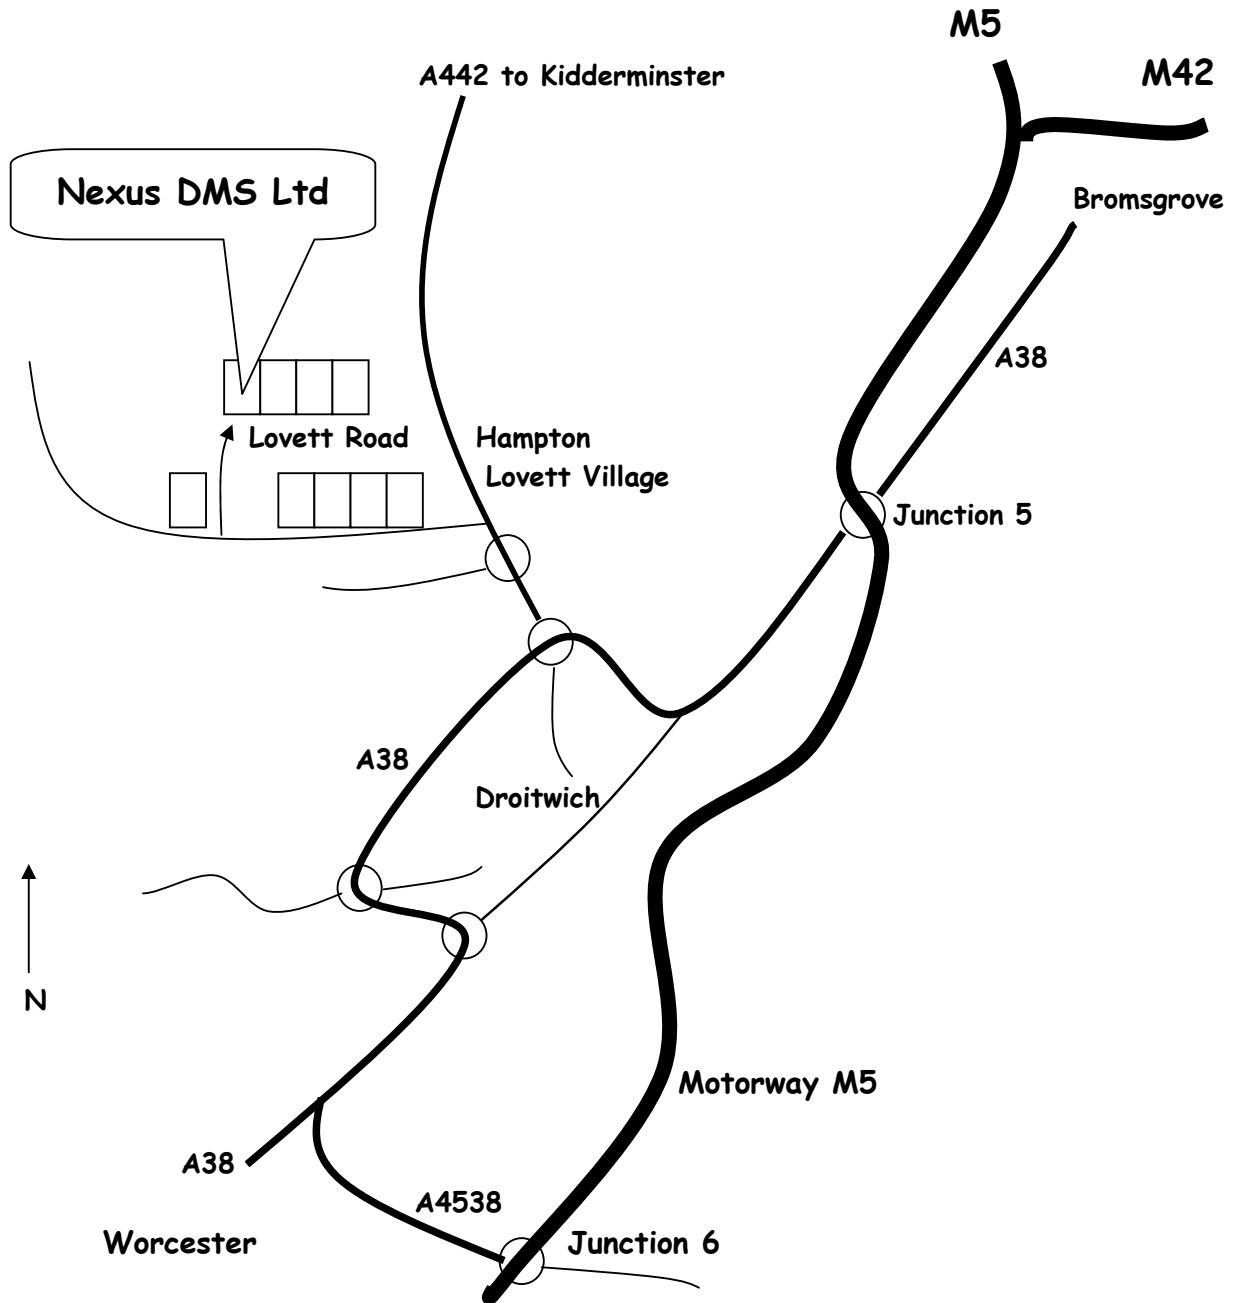 M5
M42
A442 to Kidderminster
Nexus DMS Ltd
Bromsgrove
A38
Lovett Road
Hampton
Lovett Village
Junction 5
A38
Droitwich
N
Motorway M5
A38
A4538
Worcester
Junction 6